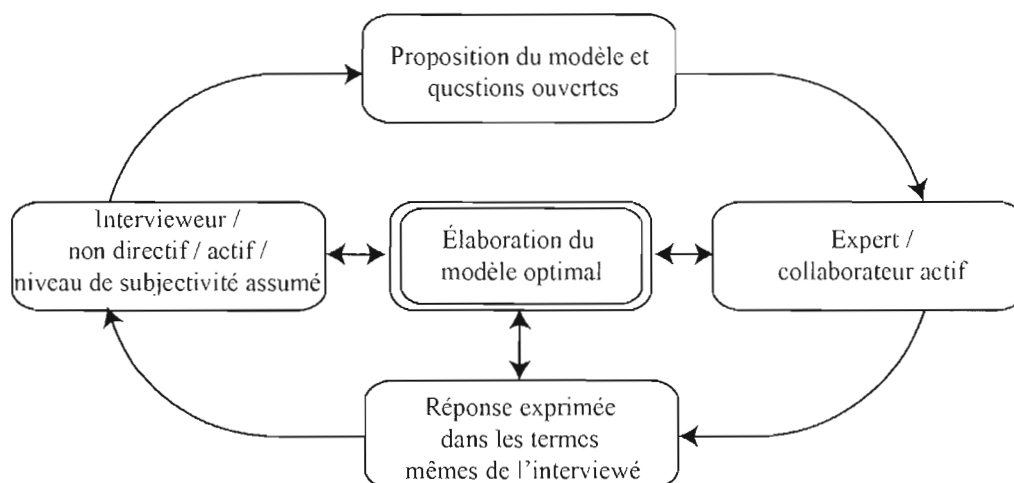 Proposition du modèle et
questions ouvertes
Intervieweur /
non directif / actif /
niveau de subjectivité assumé
Élaboration du
modèle optimal
Expert /
collaborateur actif
Réponse exprimée
dans les termes
mêmes de l'interviewé